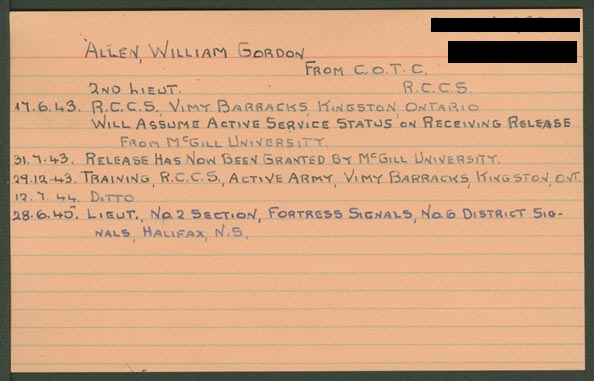 ALLEN, WILLIAM GORDON
FROM C.O.T.C.
2ND LIEUT. R.C.C.S.
17.6.43. R.C.C.S. VIMY BARRACKS, KINGSTON, ONTARIO
WILL ASSUME ACTIVE SERVICE STATUS ON RECEIVING RELEASE
FROM MCGILL UNIVERSITY.
31.7.43. RELEASE HAS NOW BEEN GRANTED BY MCGILL UNIVERSITY.
29.12.43. TRAINING, R.C.C.S., ACTIVE ARMY, VIMY BARRACKS, KINGSTON, ONT.
12.7.44. DITTO
28.6.45. LIEUT., NO.2 SECTION, FORTRESS SIGNALS, NO.6 DISTRICT SIG-
NALS, HALIFAX, N.S.